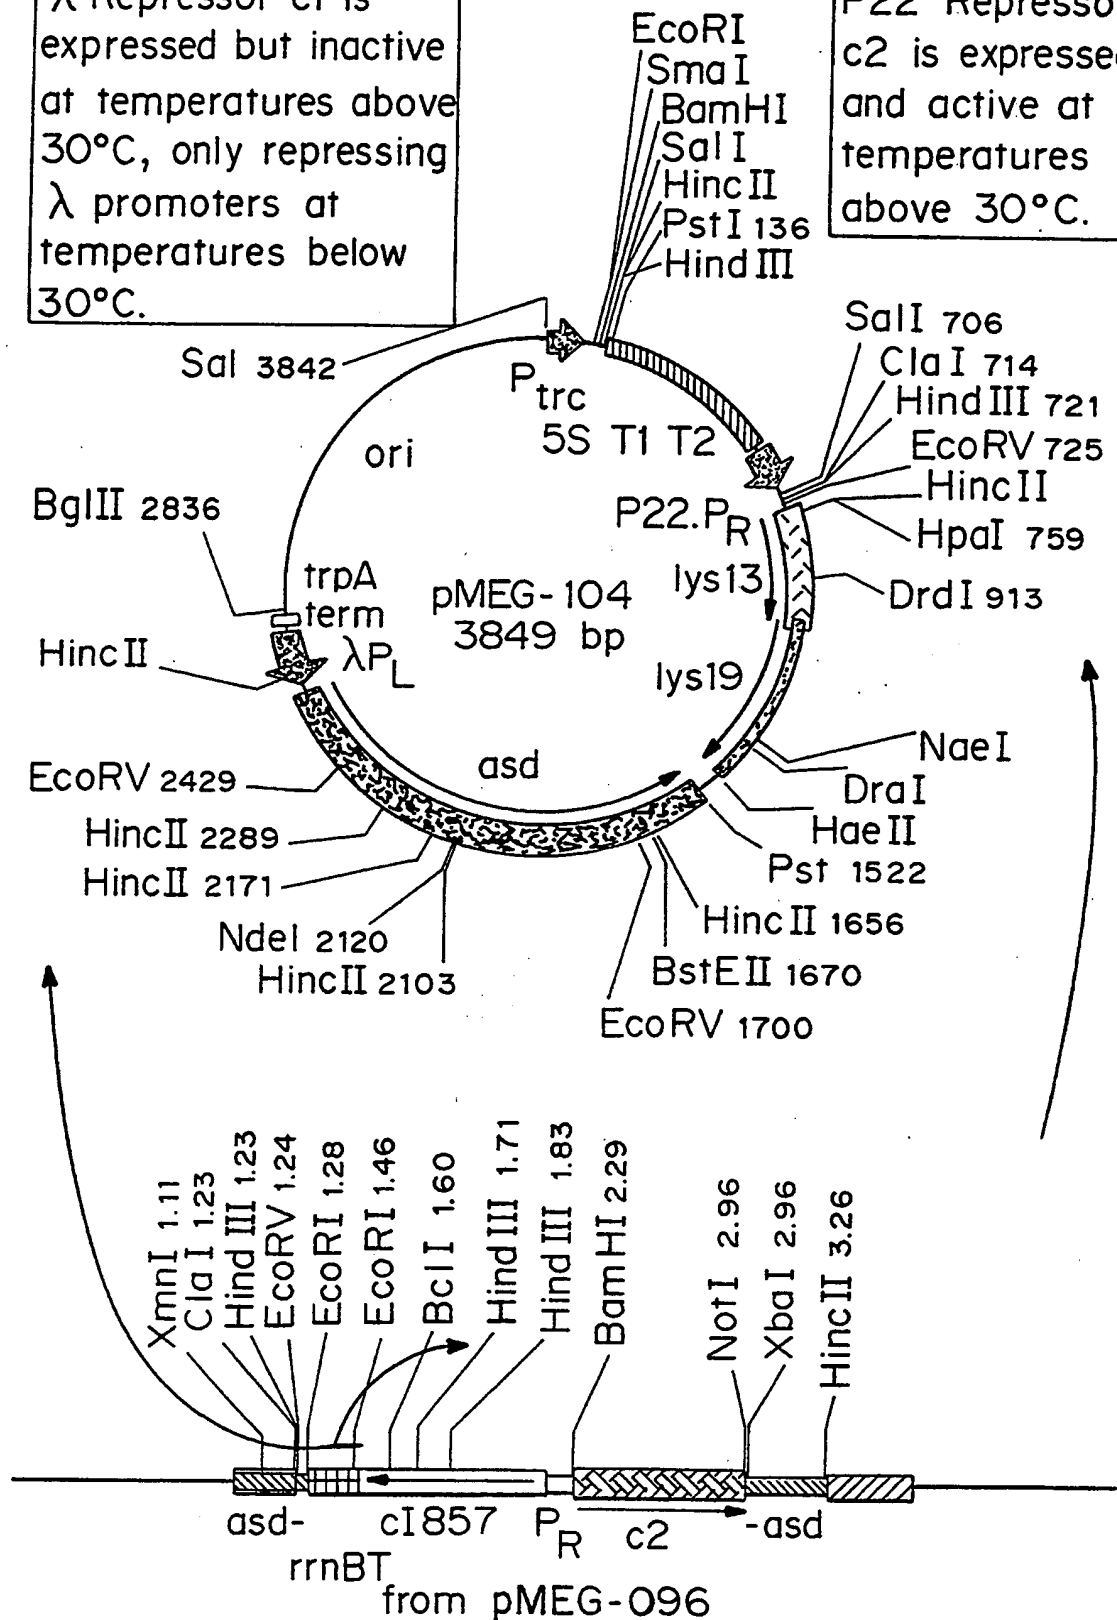 λ Repressor cI is
expressed but inactive
at temperatures above
30°C, only repressing
λ promoters at
temperatures below
30°C.
P22 Repressor
c2 is expressed
and active at
temperatures
above 30°C.
EcoRI
SmaI
BamHI
SalI
HincII
PstI 136
HindIII
SalI 706
ClaI 714
HindIII 721
EcoRV 725
HincII
HpaI 759
DrdI 913
Sal 3842
Ptrc
5S T1 T2
ori
P22.PR
BglII 2836
trpA
term
pMEG-104
3849 bp
lys13
HincII
λPL
lys19
asd
NaeI
DraI
HaeII
Pst 1522
EcoRV 2429
HincII 2289
HincII 2171
NdeI 2120
HincII 2103
HincII 1656
BstEII 1670
EcoRV 1700
XmnI 1.11
ClaI 1.23
HindIII 1.23
EcoRV 1.24
EcoRI 1.28
EcoRI 1.46
BclI 1.60
HindIII 1.71
HindIII 1.83
BamHI 2.29
NotI 2.96
XbaI 2.96
HincII 3.26
asd-
cI857
PR
c2
-asd
rrnBT
from pMEG-096